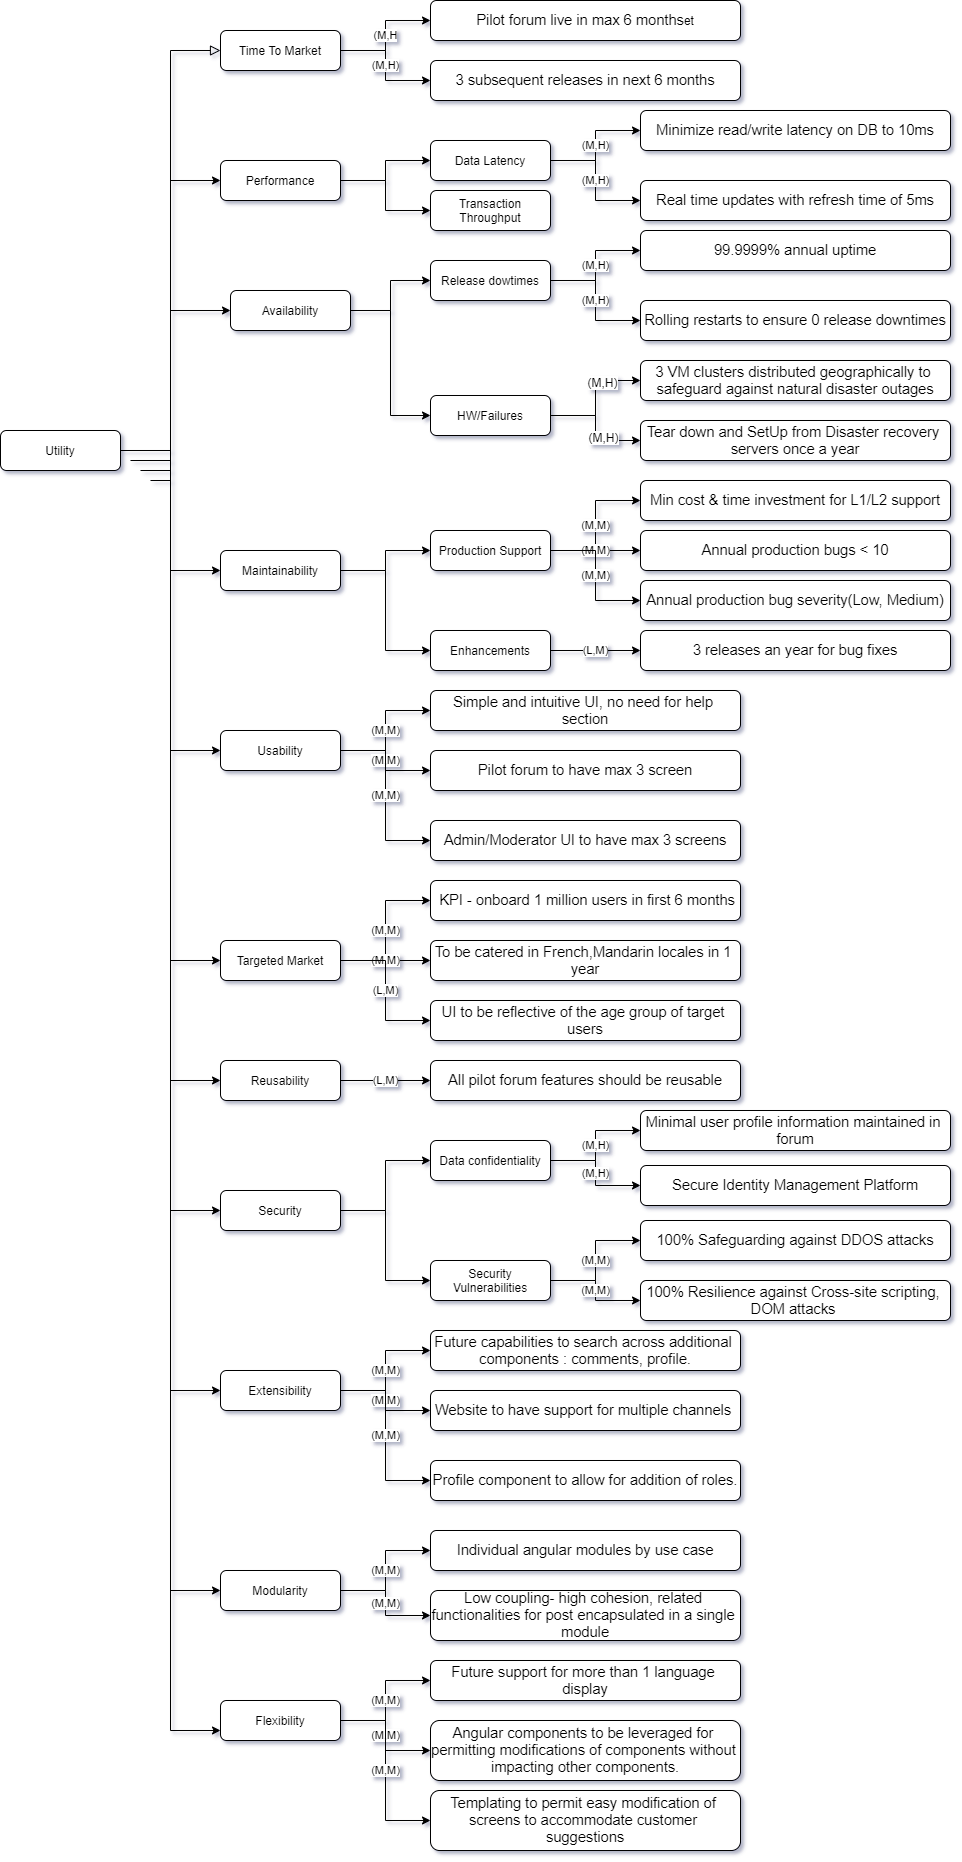 Pilot forum live in max 6 monthset
(M,H
Time To Market
(M,H)
3 subsequent releases in next 6 months
Minimize read/write latency on DB to 10ms
(M,H)
Data Latency
Performance
(M,H)
Real time updates with refresh time of 5ms
Transaction
Throughput
99.9999% annual uptime
(M,H)
Release dowtimes
(M,H)
Availability
Rolling restarts to ensure 0 release downtimes
3 VM clusters distributed geographically to
safeguard against natural disaster outages
(M,H)
HW/Failures
(M,H)
Tear down and SetUp from Disaster recovery
servers once a year
Utility
Min cost & time investment for L1/L2 support
(M,M)
Production Support
(M,M)
Annual production bugs < 10
Maintainability
(M,M)
Annual production bug severity(Low, Medium)
Enhancements
(L,M)
3 releases an year for bug fixes
Simple and intuitive UI, no need for help
section
(M,M)
Usability
(M,M)
Pilot forum to have max 3 screen
(M,M)
Admin/Moderator UI to have max 3 screens
KPI - onboard 1 million users in first 6 months
(M,M)
Targeted Market
(M,M)
To be catered in French,Mandarin locales in 1
year
(L,M)
UI to be reflective of the age group of target
users
Reusability
(L,M)
All pilot forum features should be reusable
Minimal user profile information maintained in
forum
(M,H)
Data confidentiality
(M,H)
Secure Identity Management Platform
Security
100% Safeguarding against DDOS attacks
(M,M)
Security
Vulnerabilities
(M,M)
100% Resilience against Cross-site scripting,
DOM attacks
Future capabilities to search across additional
components : comments, profile.
(M,M)
Extensibility
(M,M)
Website to have support for multiple channels
(M,M)
Profile component to allow for addition of roles.
Individual angular modules by use case
(M,M)
Modularity
(M,M)
Low coupling- high cohesion, related
functionalities for post encapsulated in a single
module
Future support for more than 1 language
display
(M,M)
Flexibility
(M,M)
Angular components to be leveraged for
permitting modifications of components without
impacting other components.
(M,M)
Templating to permit easy modification of
screens to accommodate customer
suggestions